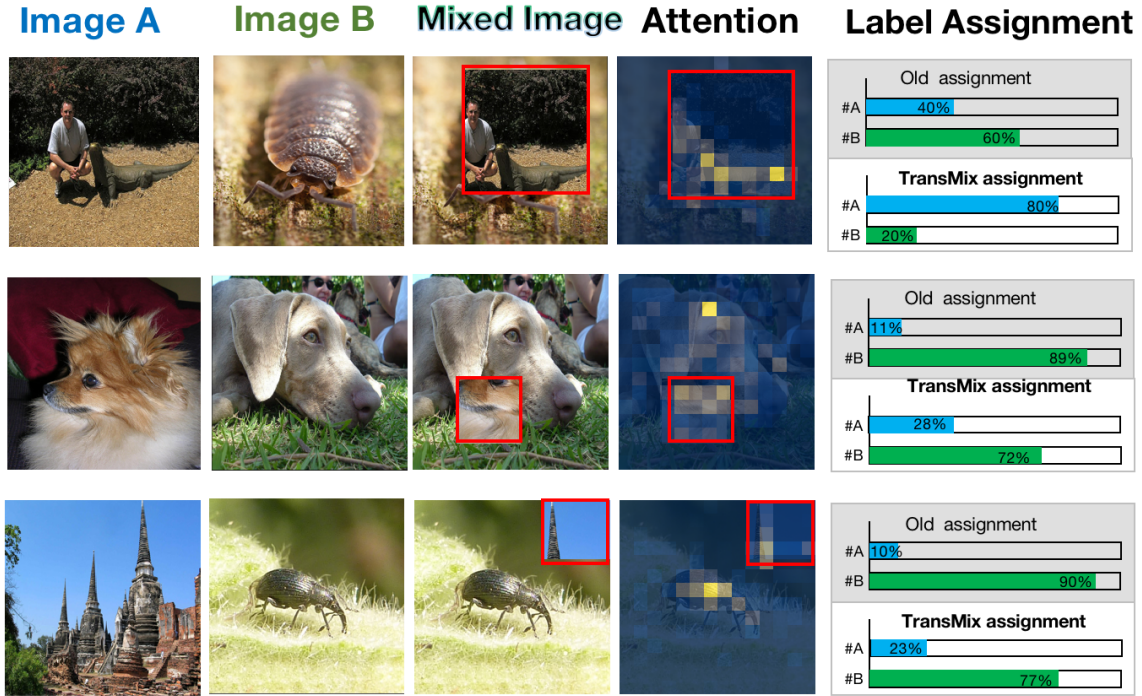 Image A Image B Mixed Image Attention Label Assignment
Old assignment
#A 40%
#B 60%
TransMix assignment
#A 80%
#B 20%
Old assignment
#A 11%
#B 89%
TransMix assignment
#A 28%
#B 72%
Old assignment
#A 10%
#B 90%
TransMix assignment
#A 23%
#B 77%